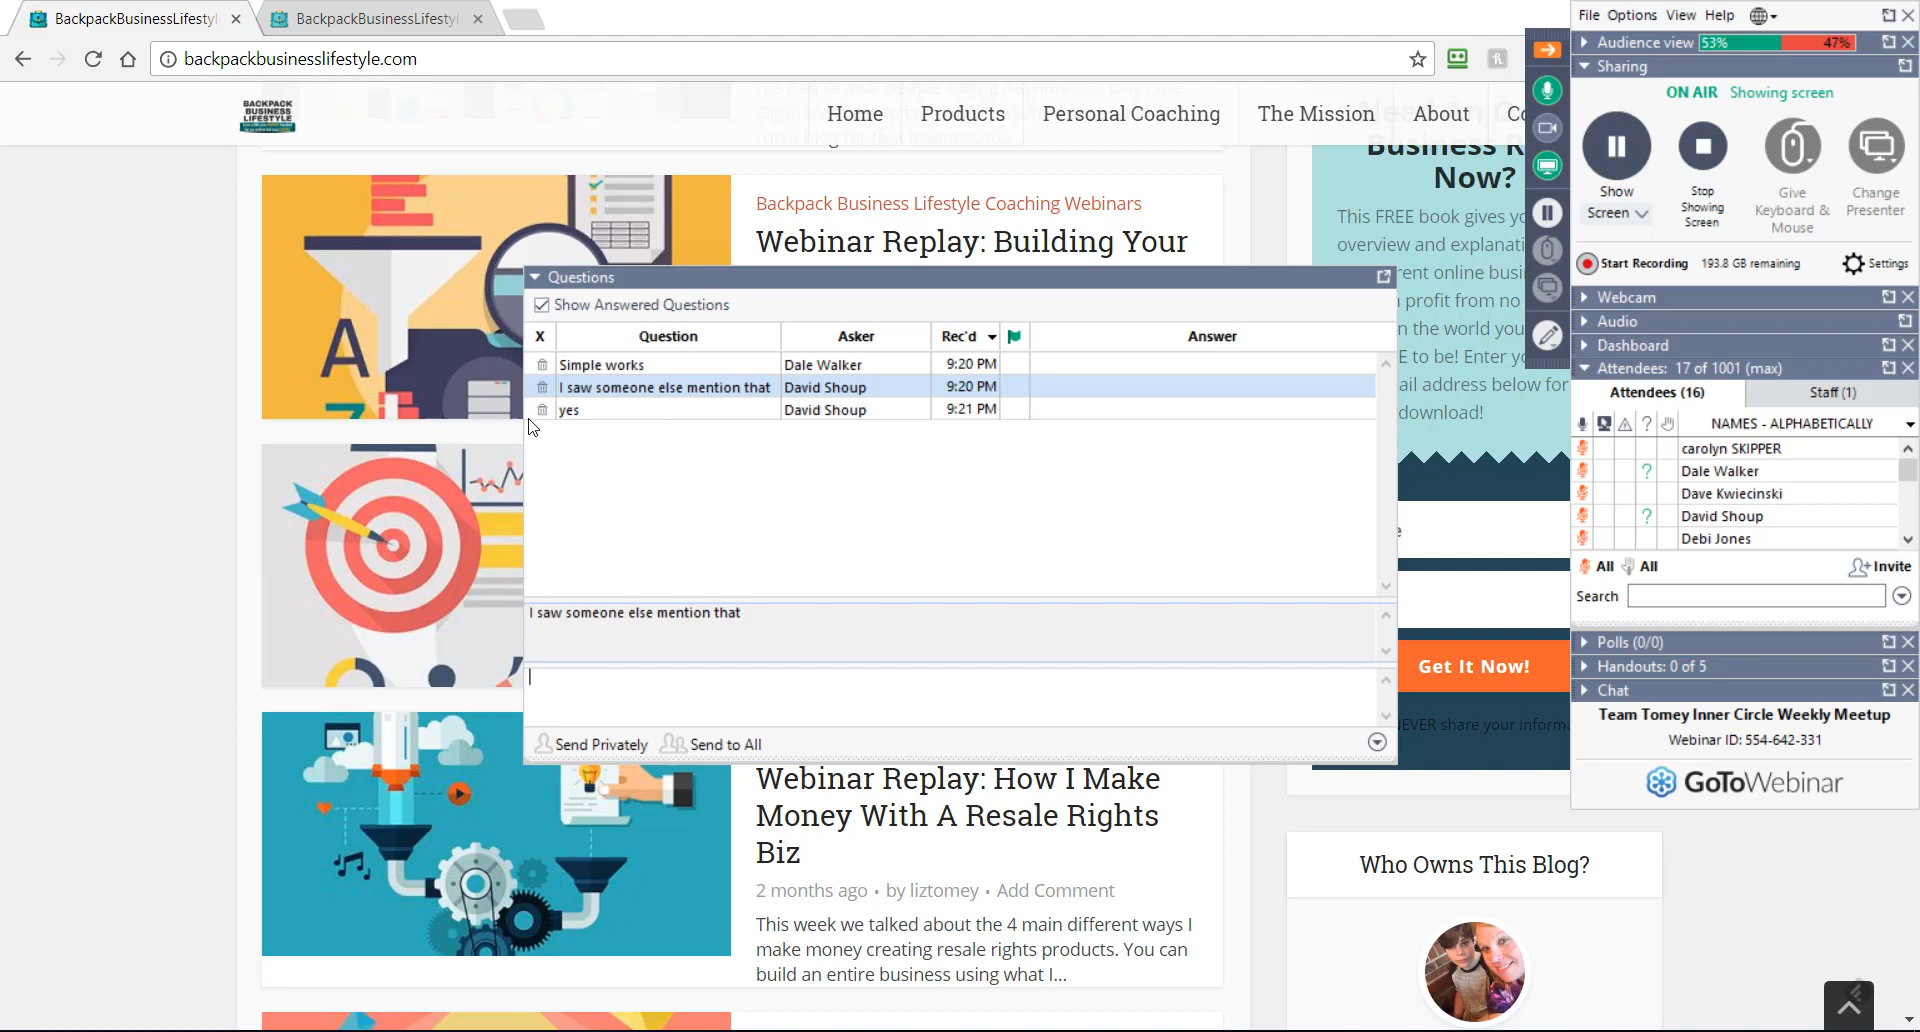 BackpackBusinessLifesty
BackpackBusinessLifesty
backpackbusinesslifestyle.com
BACKPACK
BUSINESS
LIFESTYLE
Home
Products
Personal Coaching
The Mission
About
Backpack Business Lifestyle Coaching Webinars
Webinar Replay: Building Your
A
Z
Business
Now?
This FREE book gives
overview and
rent online
profit from no
n the world you
E to be! Enter
ail address below for
download!
Get It Now!
EVER share your
Questions
Show Answered Questions
X
Question
Asker
Rec'd
Answer
Simple works
Dale Walker
9:20 PM
I saw someone else mention that
David Shoup
9:20 PM
yes
David Shoup
9:21 PM
I saw someone else mention that
Send Privately
Send to All
Webinar Replay: How I Make
Money With A Resale Rights
Biz
2 months ago • by liztomey • Add Comment
This week we talked about the 4 main different ways I
make money creating resale rights products. You can
build an entire business using what I...
Who Owns This Blog?
File Options View Help
Audience view 53% 47%
Sharing
ON AIR Showing screen
Show
Screen
Stop
Showing
Screen
Give
Keyboard &
Mouse
Change
Presenter
Start Recording 193.8 GB remaining
Settings
Webcam
Audio
Dashboard
Attendees: 17 of 1001 (max)
Attendees (16)
Staff (1)
? NAMES - ALPHABETICALLY
carolyn SKIPPER
? Dale Walker
Dave Kwiecinski
? David Shoup
Debi Jones
All All
Invite
Search
Polls (0/0)
Handouts: 0 of 5
Chat
Team Tomey Inner Circle Weekly Meetup
Webinar ID: 554-642-331
GoToWebinar